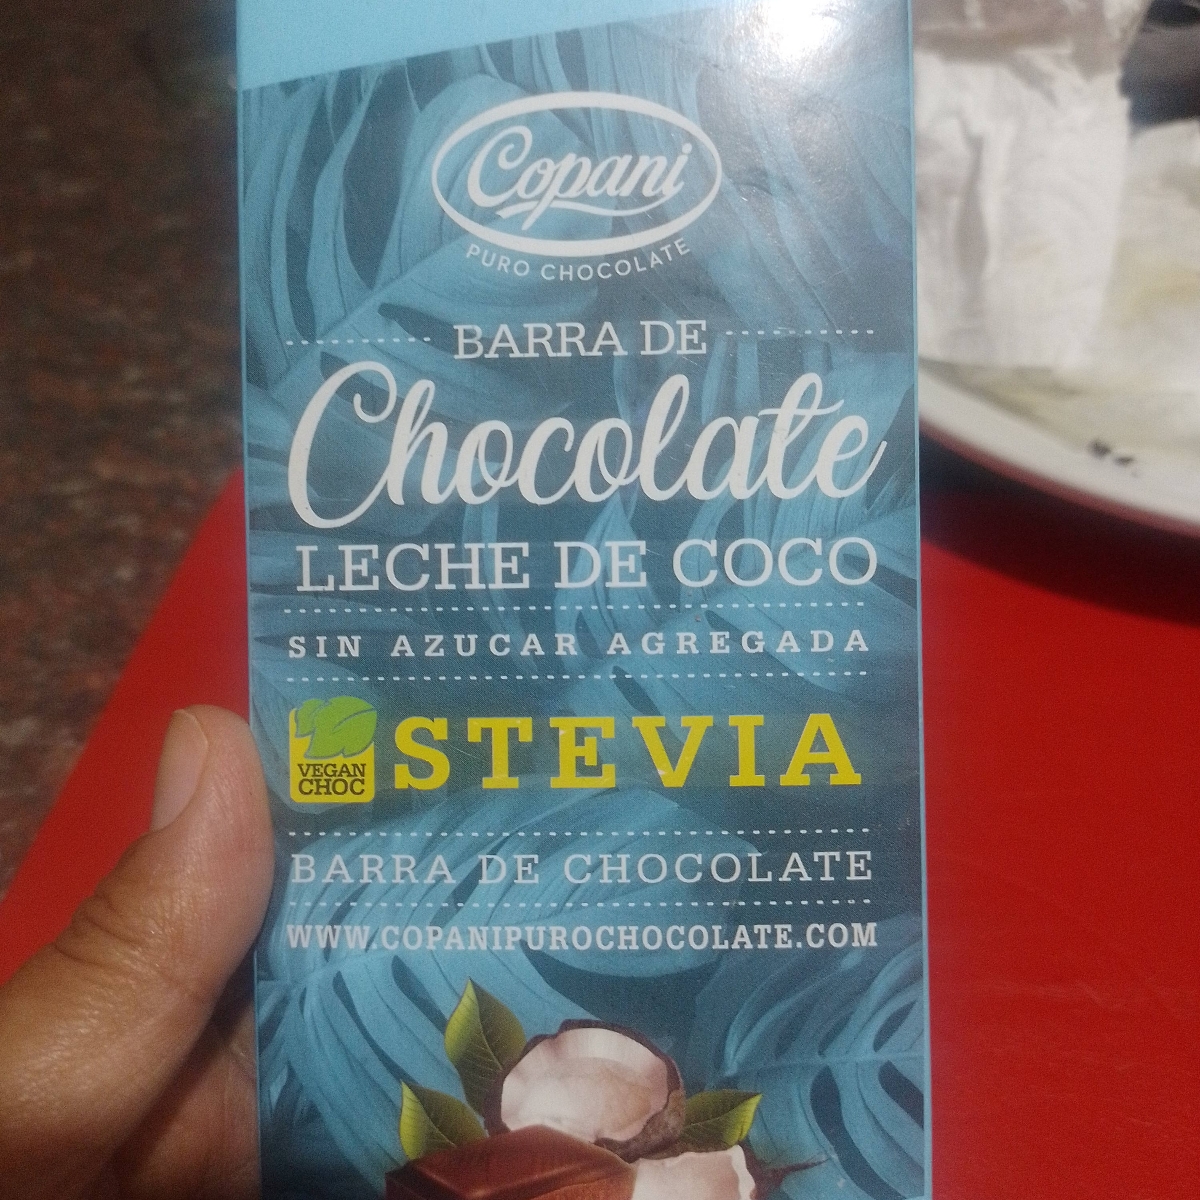 Copani
PURO CHOCOLATE
BARRA DE
Chocolate
LECHE DE COCO
SIN AZUCAR AGREGADA
VEGAN
CHOC
STEVIA
BARRA DE CHOCOLATE
WWW.COPANIPUROCHOCOLATE.COM